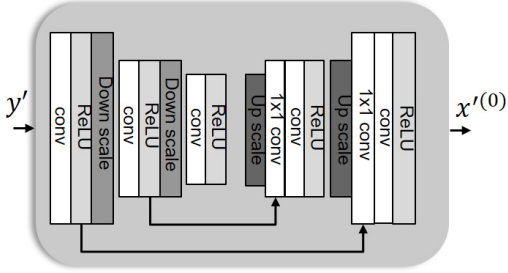 y′
conv
ReLU
Down scale
conv
ReLU
Down scale
conv
ReLU
Up scale
1x1 conv
conv
ReLU
Up scale
1x1 conv
conv
ReLU
x′⁽⁰⁾